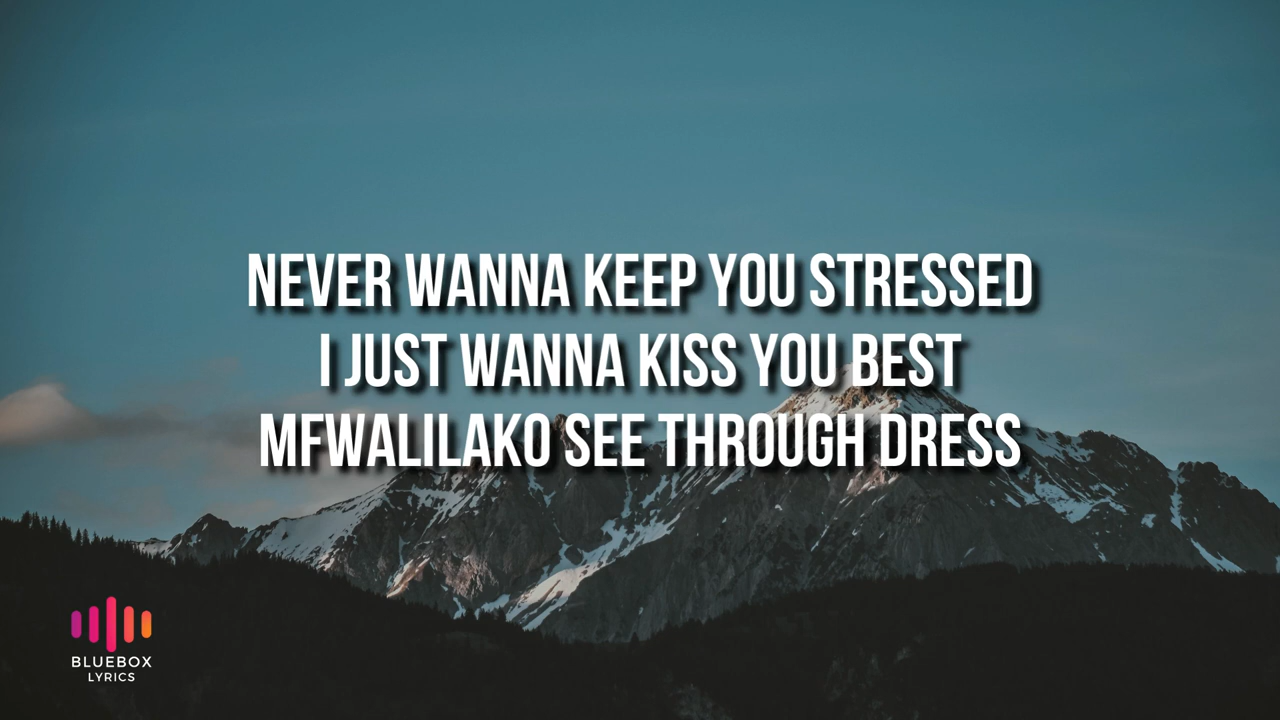 NEVER WANNA KEEP YOU STRESSED
I JUST WANNA KISS YOU BEST
MFWALILAKO SEE THROUGH DRESS
BLUEBOX
LYRICS